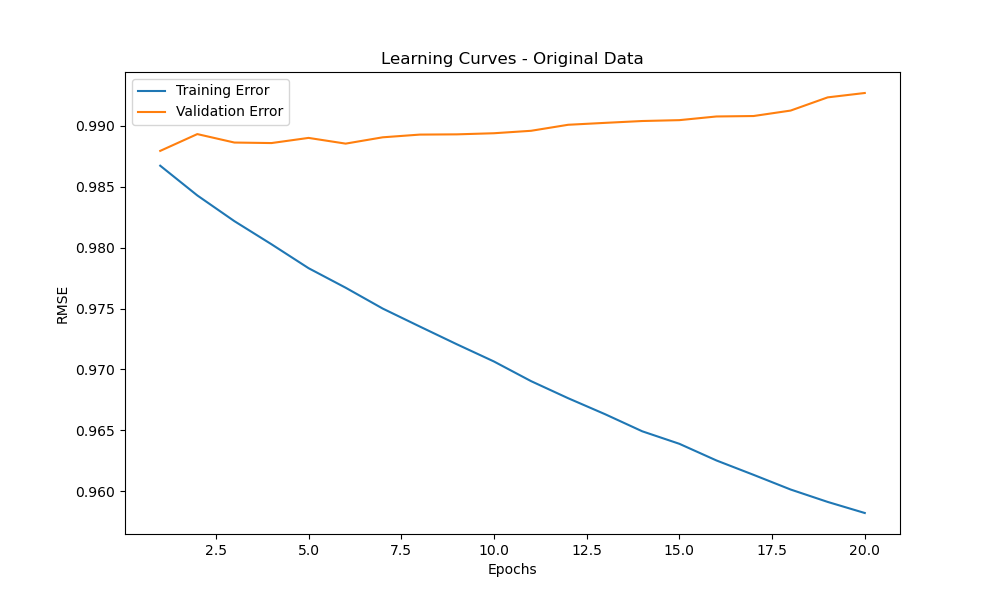 Learning Curves - Original Data
Training Error
Validation Error
0.990
0.985
0.980
0.975
0.970
0.965
0.960
RMSE
2.5 5.0 7.5 10.0 12.5 15.0 17.5 20.0
Epochs